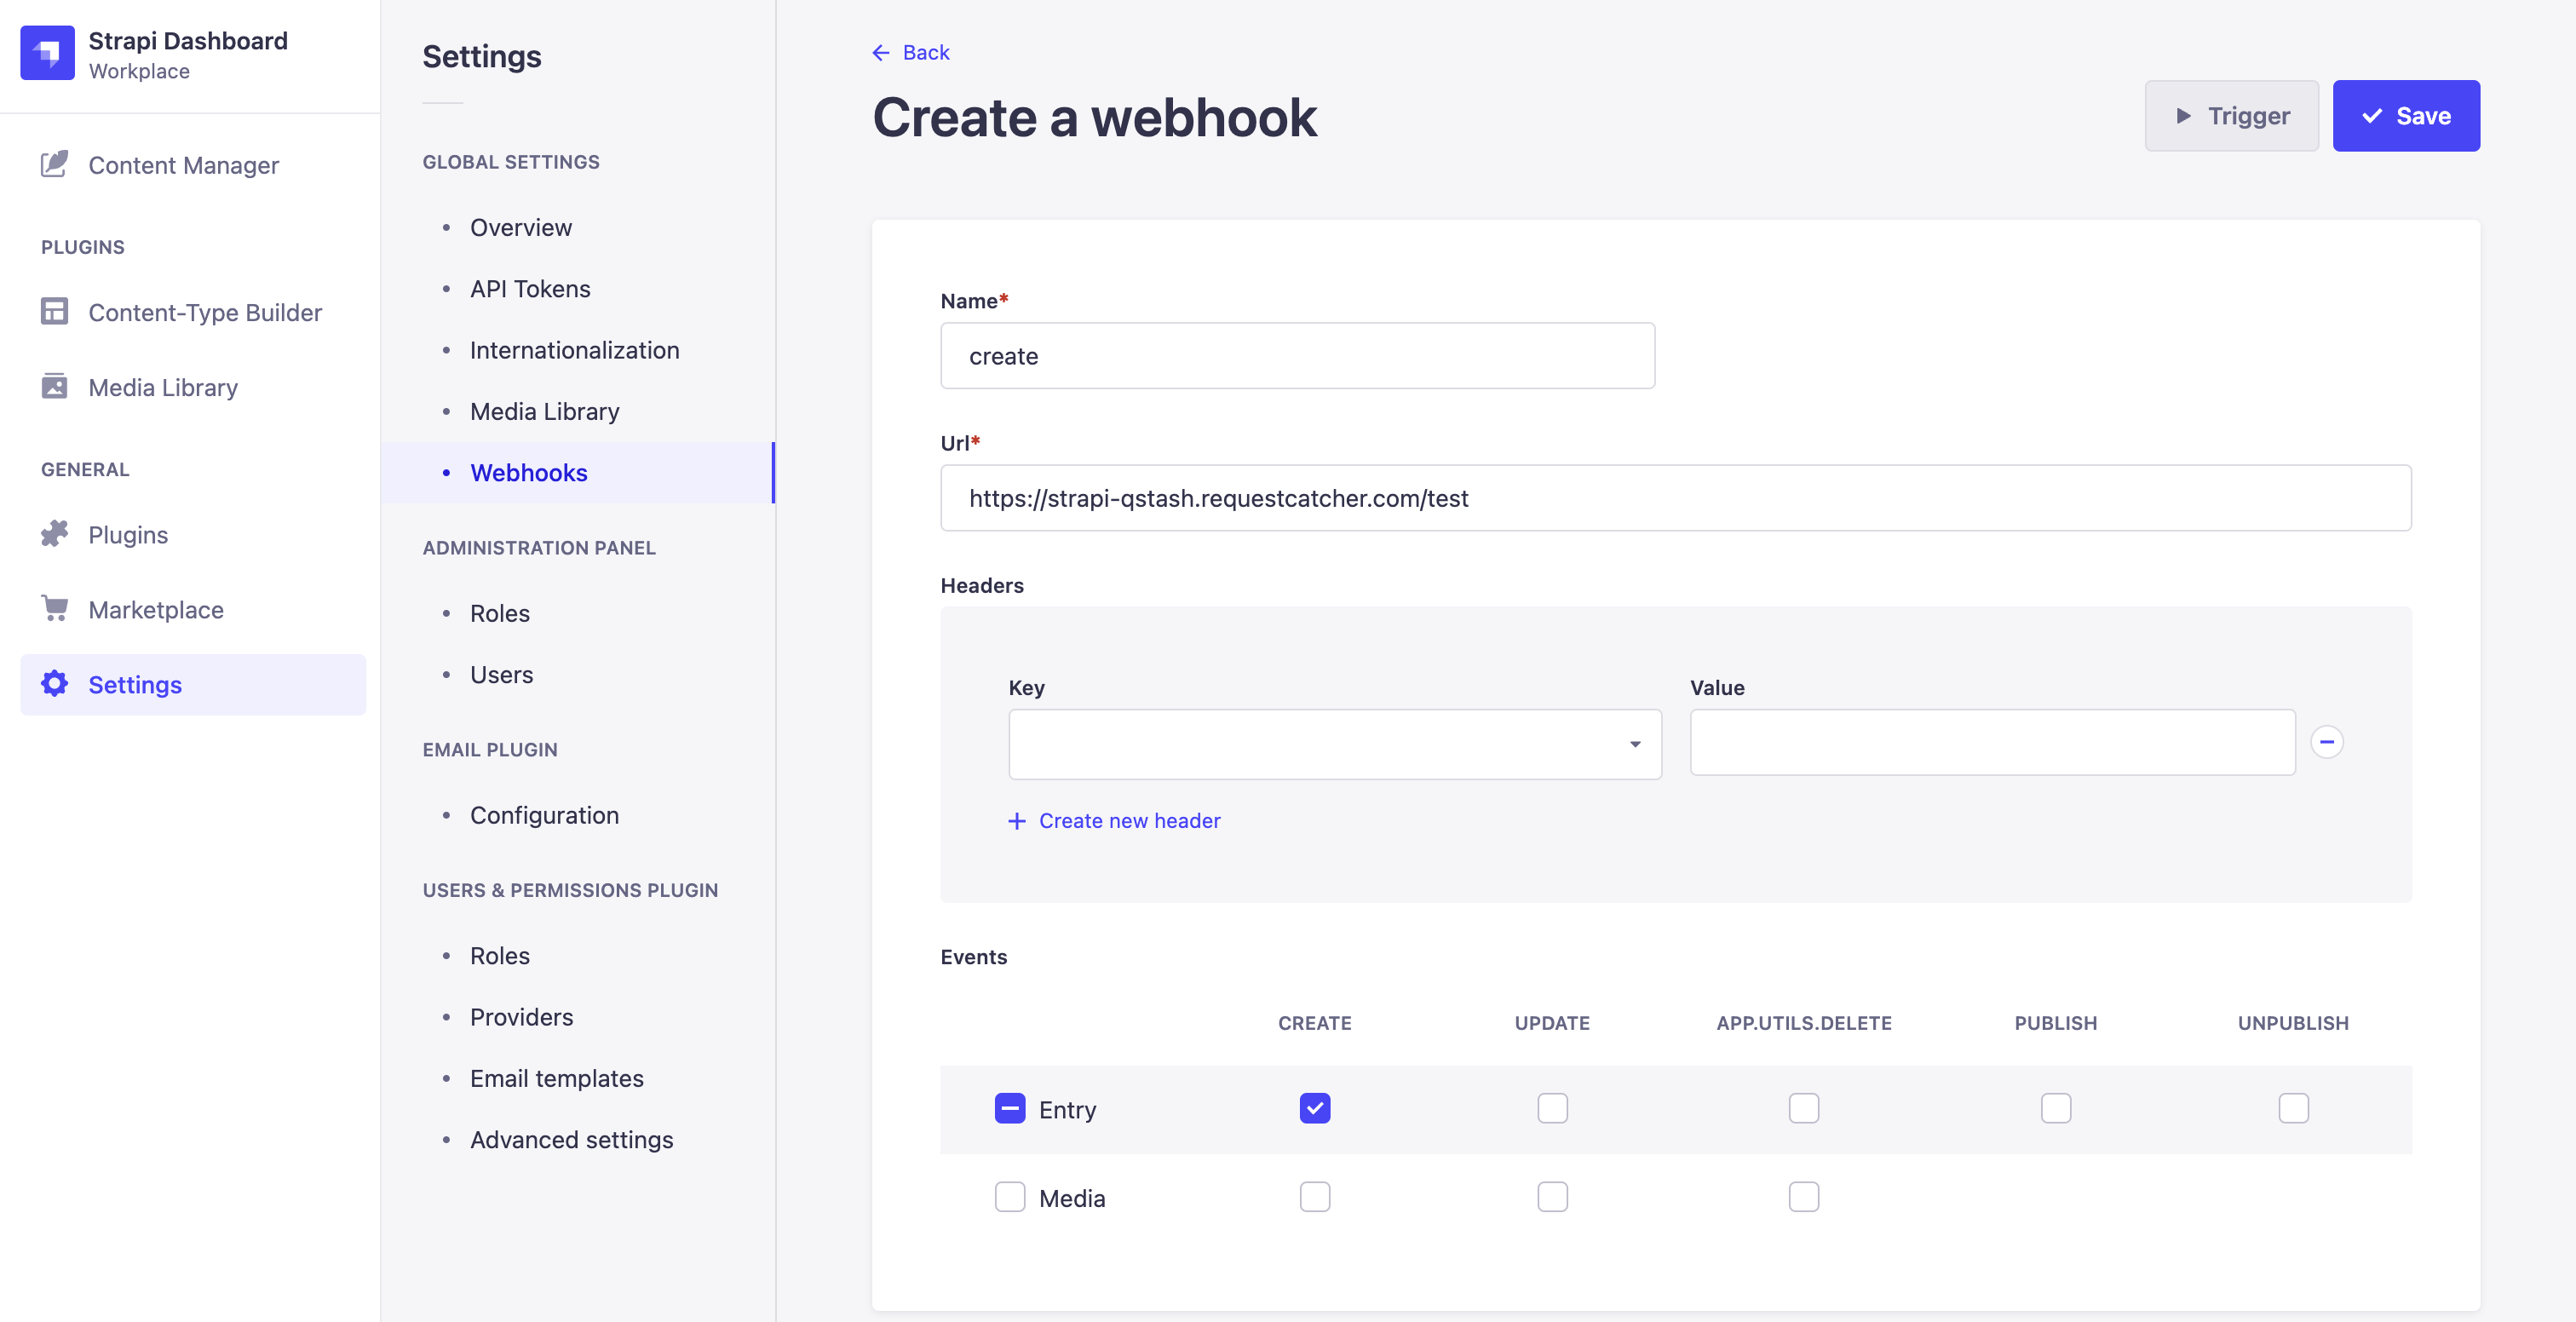 Strapi Dashboard
Workplace
Content Manager
PLUGINS
Content-Type Builder
Media Library
GENERAL
Plugins
Marketplace
Settings
Settings
GLOBAL SETTINGS
Overview
API Tokens
Internationalization
Media Library
Webhooks
ADMINISTRATION PANEL
Roles
Users
EMAIL PLUGIN
Configuration
USERS & PERMISSIONS PLUGIN
Roles
Providers
Email templates
Advanced settings
Back
Create a webhook
Trigger
Save
Name*
create
Url*
https://strapi-qstash.requestcatcher.com/test
Headers
Key Value
Create new header
Events
CREATE UPDATE APP.UTILS.DELETE PUBLISH UNPUBLISH
Entry
Media